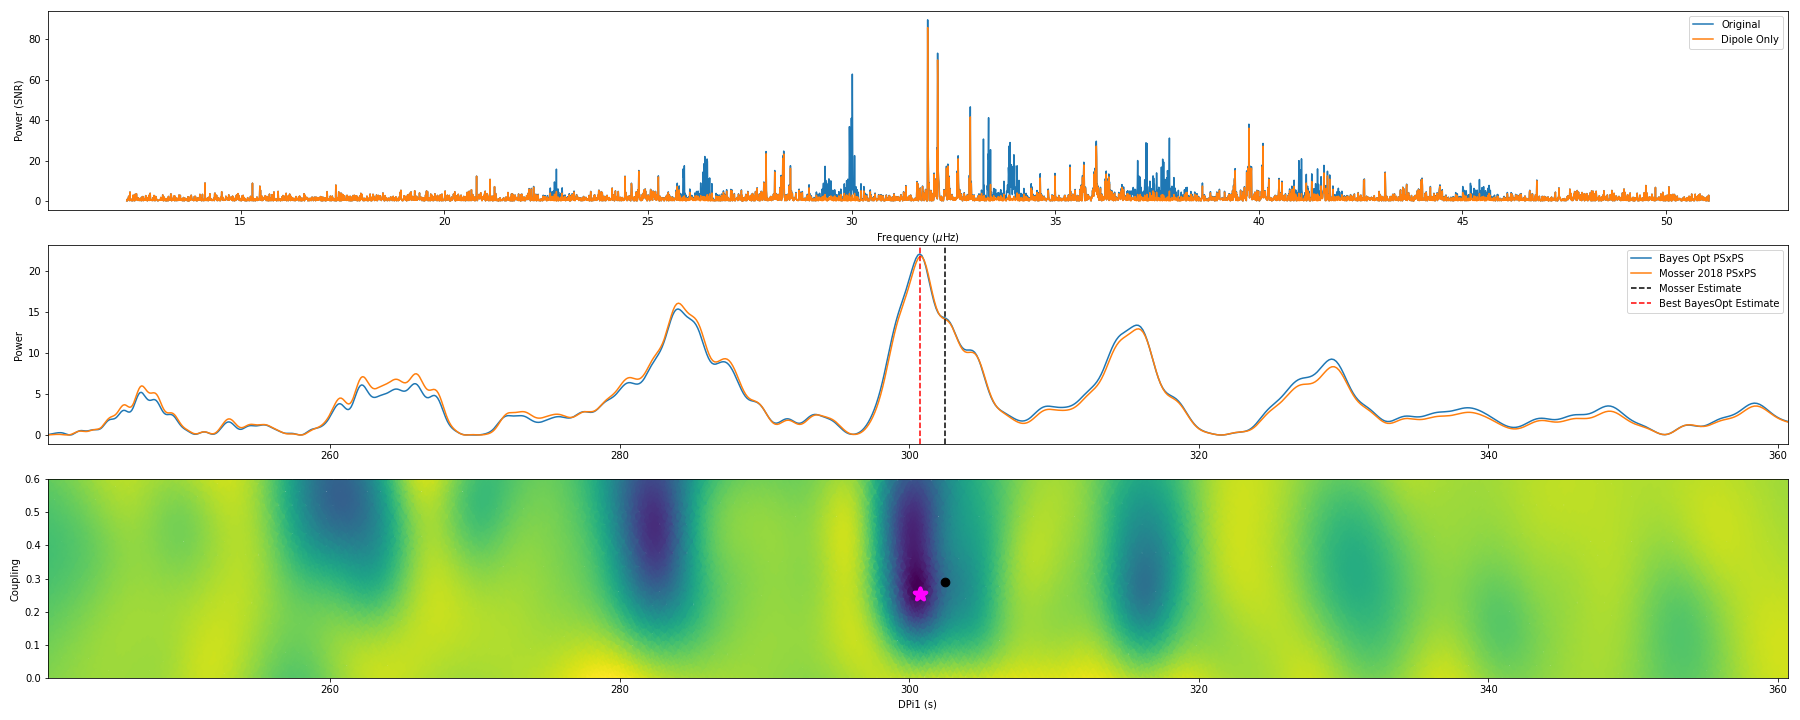 80
60
40
20
0
Power (SNR)
Original
Dipole Only
15 20 25 30 35 40 45 50
Frequency (μHz)
20
15
10
5
0
Power
Bayes Opt PSxPS
Mosser 2018 PSxPS
Mosser Estimate
Best BayesOpt Estimate
260 280 300 320 340 360
0.6
0.5
0.4
0.3
0.2
0.1
0.0
Coupling
260 280 300 320 340 360
DPi1 (s)